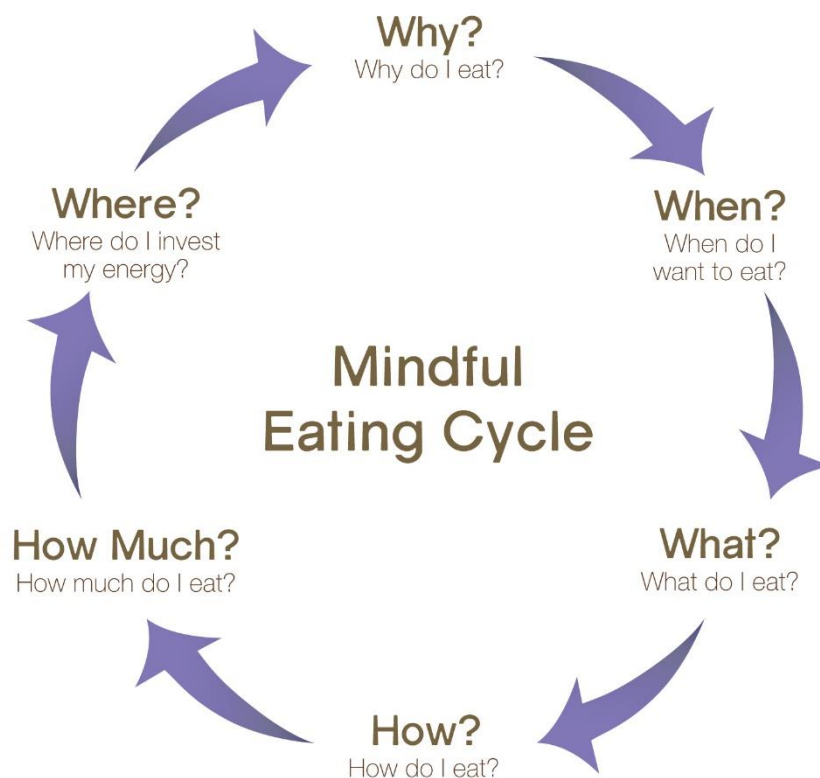 Why?
Why do I eat?
When?
When do I
want to eat?
What?
What do I eat?
How?
How do I eat?
How Much?
How much do I eat?
Where?
Where do I invest
my energy?
Mindful
Eating Cycle